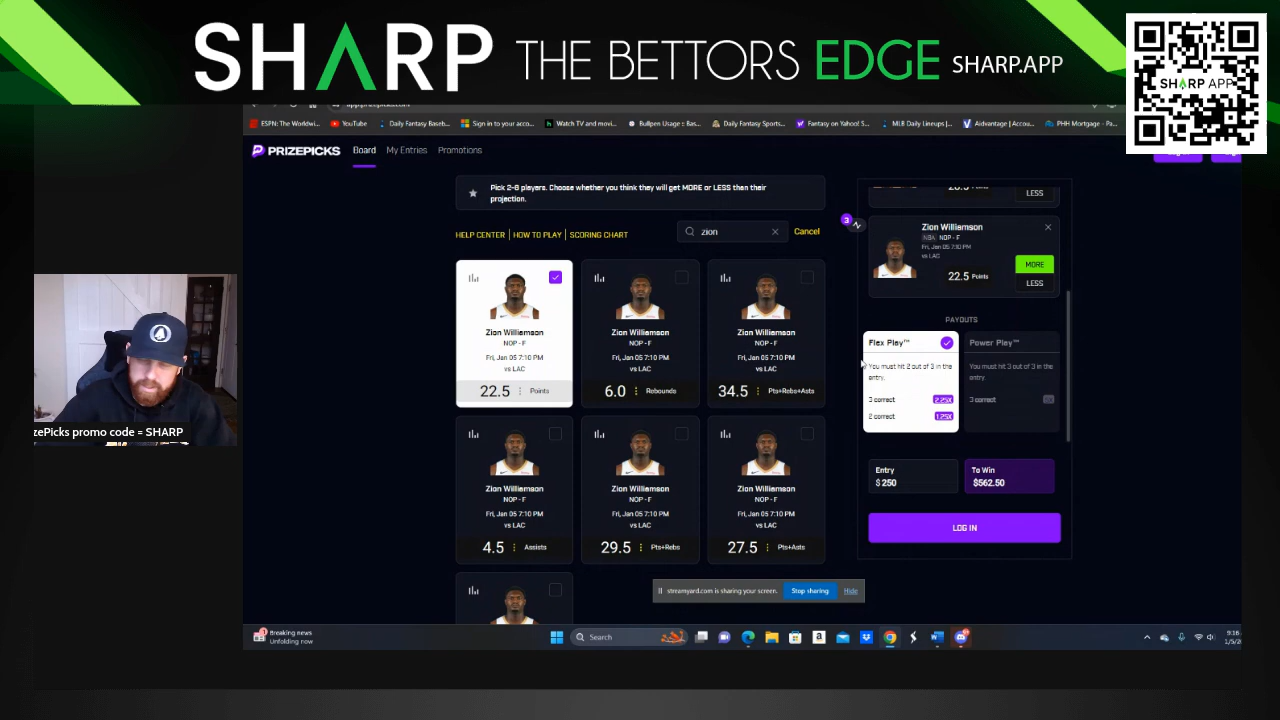 SHARP THE BETTORS EDGE SHARP.APP
SHARP APP
ESPN: The Worldwi... YouTube Daily Fantasy Baseb... Sign in to your acco... Watch TV and movi... Bullpen Usage :: Bas... Daily Fantasy Sports... Fantasy on Yahoo! S... MLB Daily Lineups |... Aidvantage | Accou... PHH Mortgage - Pa...
PRIZEPICKS Board My Entries Promotions
Pick 2-6 players. Choose whether you think they will get MORE or LESS then their
projection.
HELP CENTER | HOW TO PLAY | SCORING CHART
zion
Cancel
Zion Williamson
NOP - F
Fri, Jan 05 7:10 PM
vs LAC
22.5 Points
Zion Williamson
NOP - F
Fri, Jan 05 7:10 PM
vs LAC
6.0 Rebounds
Zion Williamson
NOP - F
Fri, Jan 05 7:10 PM
vs LAC
34.5 Pts+Rebs+Asts
Zion Williamson
NOP - F
Fri, Jan 05 7:10 PM
vs LAC
4.5 Assists
Zion Williamson
NOP - F
Fri, Jan 05 7:10 PM
vs LAC
29.5 Pts+Rebs
Zion Williamson
NOP - F
Fri, Jan 05 7:10 PM
vs LAC
27.5 Pts+Asts
LESS
3
Zion Williamson
NBA NOP - F
Fri, Jan 05 7:10 PM
vs LAC
22.5 Points
MORE
LESS
PAYOUTS
Flex Play™
You must hit 2 out of 3 in the
entry.
3 correct 2.25X
2 correct 1.25X
Power Play™
You must hit 3 out of 3 in the
entry.
3 correct
Entry
$ 250
To Win
$562.50
LOG IN
streamyard.com is sharing your screen. Stop sharing Hide
zePicks promo code = SHARP
Breaking news
Unfolding now
Search
9:16
1/5/2